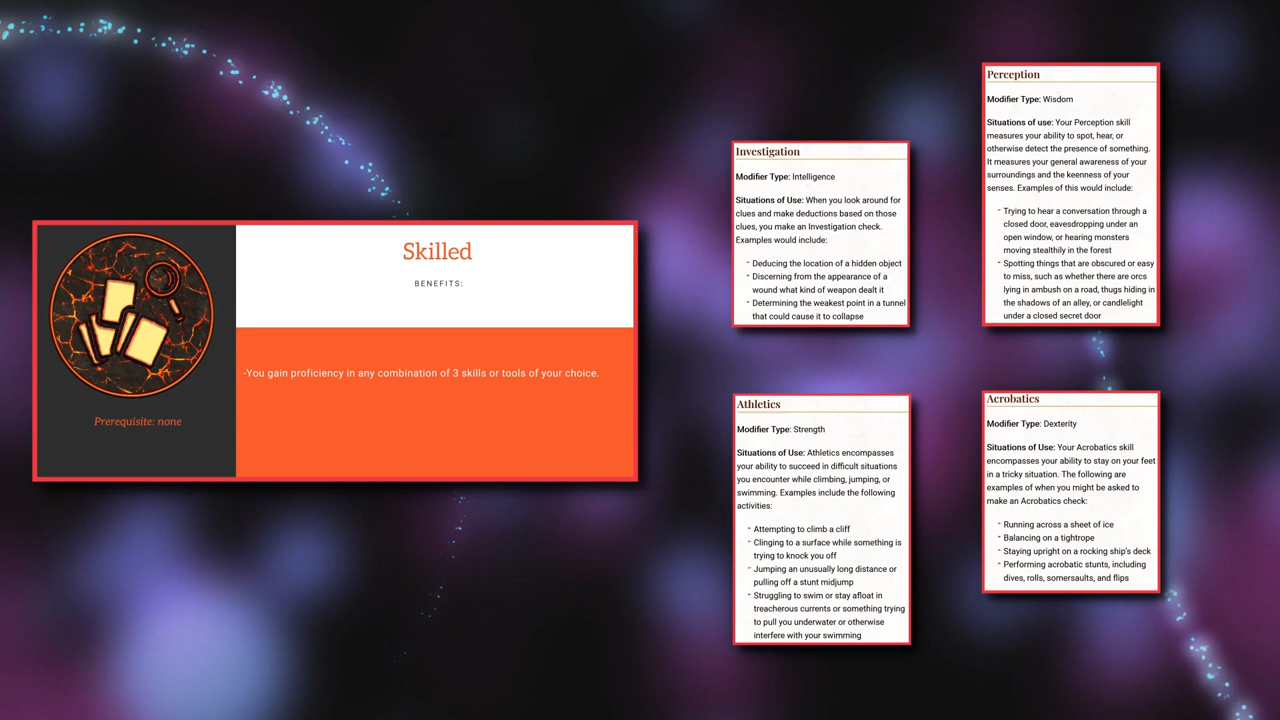 Skilled
BENEFITS:
-You gain proficiency in any combination of 3 skills or tools of your choice.
Prerequisite: none
Investigation
Modifier Type: Intelligence
Situations of Use: When you look around for
clues and make deductions based on those
clues, you make an Investigation check.
Examples would include:
- Deducing the location of a hidden object
- Discerning from the appearance of a
wound what kind of weapon dealt it
- Determining the weakest point in a tunnel
that could cause it to collapse
Perception
Modifier Type: Wisdom
Situations of use: Your Perception skill
measures your ability to spot, hear, or
otherwise detect the presence of something.
It measures your general awareness of your
surroundings and the keenness of your
senses. Examples of this would include:
- Trying to hear a conversation through a
closed door, eavesdropping under an
open window, or hearing monsters
moving stealthily in the forest
- Spotting things that are obscured or easy
to miss, such as whether there are orcs
lying in ambush on a road, thugs hiding in
the shadows of an alley, or candlelight
under a closed secret door
Athletics
Modifier Type: Strength
Situations of Use: Athletics encompasses
your ability to succeed in difficult situations
you encounter while climbing, jumping, or
swimming. Examples include the following
activities:
- Attempting to climb a cliff
- Clinging to a surface while something is
trying to knock you off
- Jumping an unusually long distance or
pulling off a stunt midjump
- Struggling to swim or stay afloat in
treacherous currents or something trying
to pull you underwater or otherwise
interfere with your swimming
Acrobatics
Modifier Type: Dexterity
Situations of Use: Your Acrobatics skill
encompasses your ability to stay on your feet
in a tricky situation. The following are
examples of when you might be asked to
make an Acrobatics check:
- Running across a sheet of ice
- Balancing on a tightrope
- Staying upright on a rocking ship's deck
- Performing acrobatic stunts, including
dives, rolls, somersaults, and flips